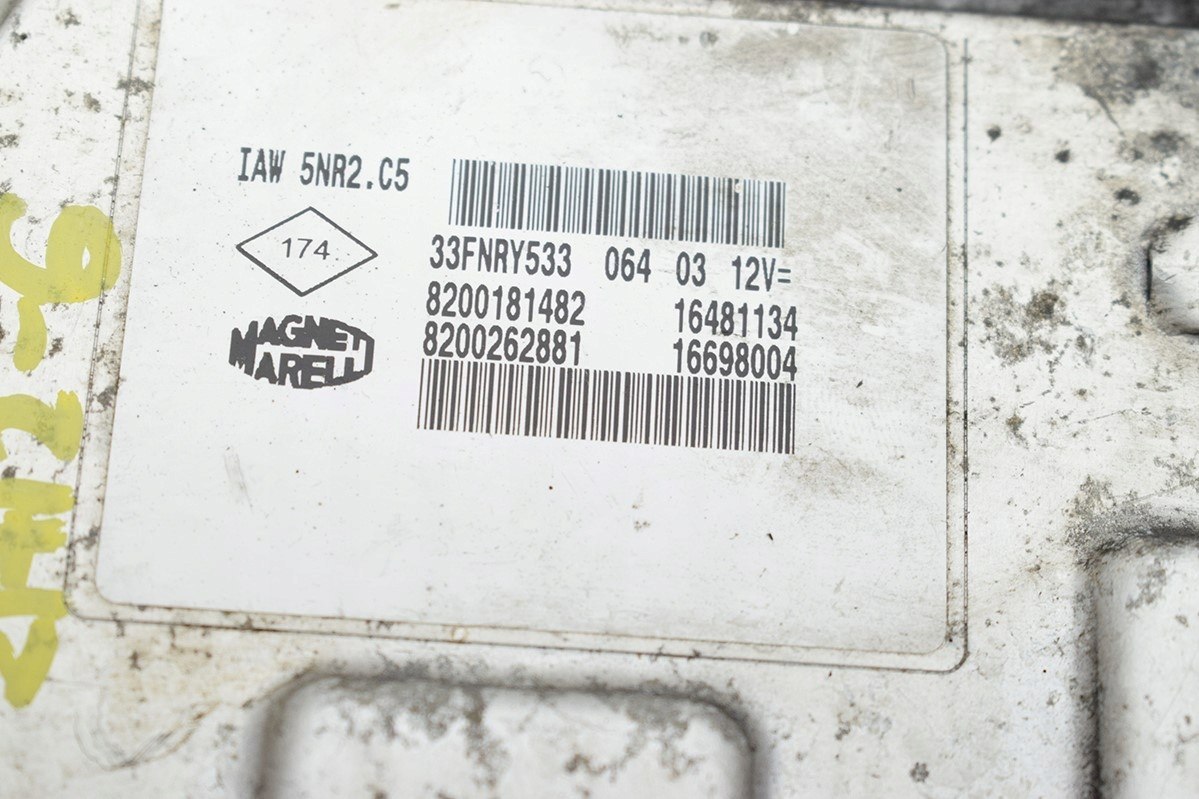 IAW 5NR2.C5
174
MAGNETI
MARELLI
33FNRY533 064 03 12V=
8200181482 16481134
8200262881 16698004